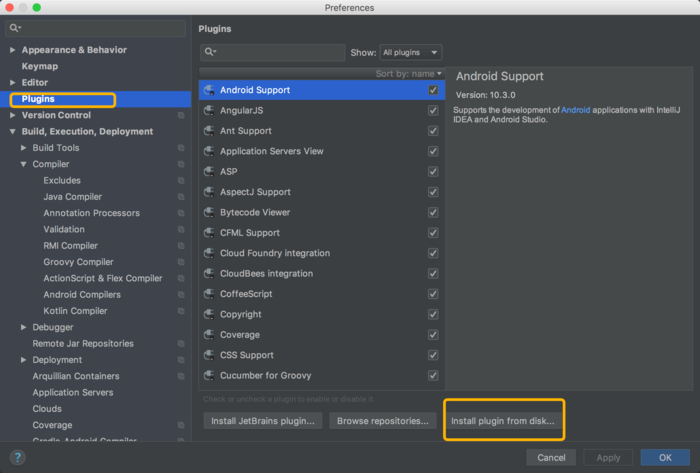 Preferences
Appearance & Behavior
Keymap
Editor
Plugins
Version Control
Build, Execution, Deployment
Build Tools
Compiler
Excludes
Java Compiler
Annotation Processors
Validation
RMI Compiler
Groovy Compiler
ActionScript & Flex Compiler
Android Compilers
Kotlin Compiler
Debugger
Remote Jar Repositories
Deployment
Arquillian Containers
Application Servers
Clouds
Coverage
Gradle-Android Compiler
Plugins
Show: All plugins
Sort by: name
Android Support
AngularJS
Ant Support
Application Servers View
ASP
AspectJ Support
Bytecode Viewer
CFML Support
Cloud Foundry integration
CloudBees integration
CoffeeScript
Copyright
Coverage
CSS Support
Cucumber for Groovy
Check or uncheck a plugin to enable or disable it.
Install JetBrains plugin...
Browse repositories...
Install plugin from disk...
Android Support
Version: 10.3.0
Supports the development of Android applications with IntelliJ
IDEA and Android Studio.
?
Cancel
Apply
OK